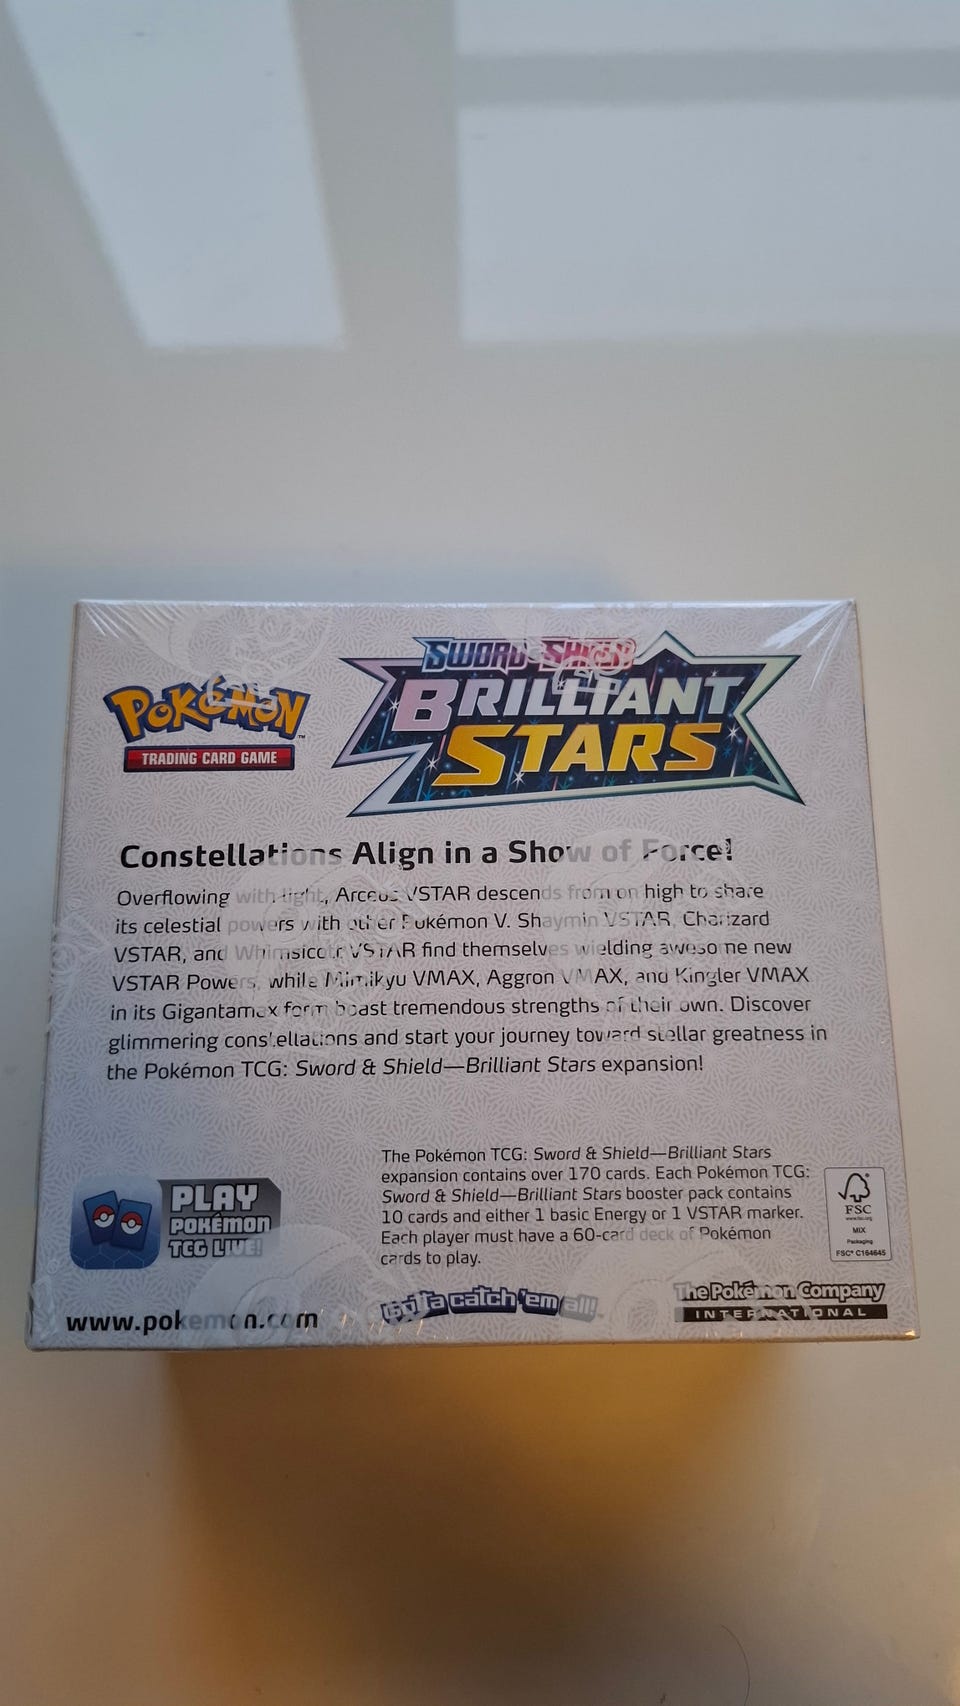 SWORD & SHIELD
POKéMON
BRILLIANT
STARS
TM
TRADING CARD GAME
Constellations Align in a Show of Force!
Overflowing with light, Arceus VSTAR descends from on high to share
its celestial powers with other Pokémon V. Shaymin VSTAR, Charizard
VSTAR, and Whimsicott VSTAR find themselves wielding awesome new
VSTAR Powers, while Mimikyu VMAX, Aggron VMAX, and Kingler VMAX
in its Gigantamax form boast tremendous strengths of their own. Discover
glimmering constellations and start your journey toward stellar greatness in
the Pokémon TCG: Sword & Shield—Brilliant Stars expansion!
PLAY
POKéMON
TCG LIVE!
The Pokémon TCG: Sword & Shield—Brilliant Stars
expansion contains over 170 cards. Each Pokémon TCG:
Sword & Shield—Brilliant Stars booster pack contains
10 cards and either 1 basic Energy or 1 VSTAR marker.
Each player must have a 60-card deck of Pokémon
cards to play.
FSC
www.fsc.org
MIX
Packaging
FSC® C164645
www.pokemon.com
Gotta catch 'em all!
The Pokémon Company
INTERNATIONAL